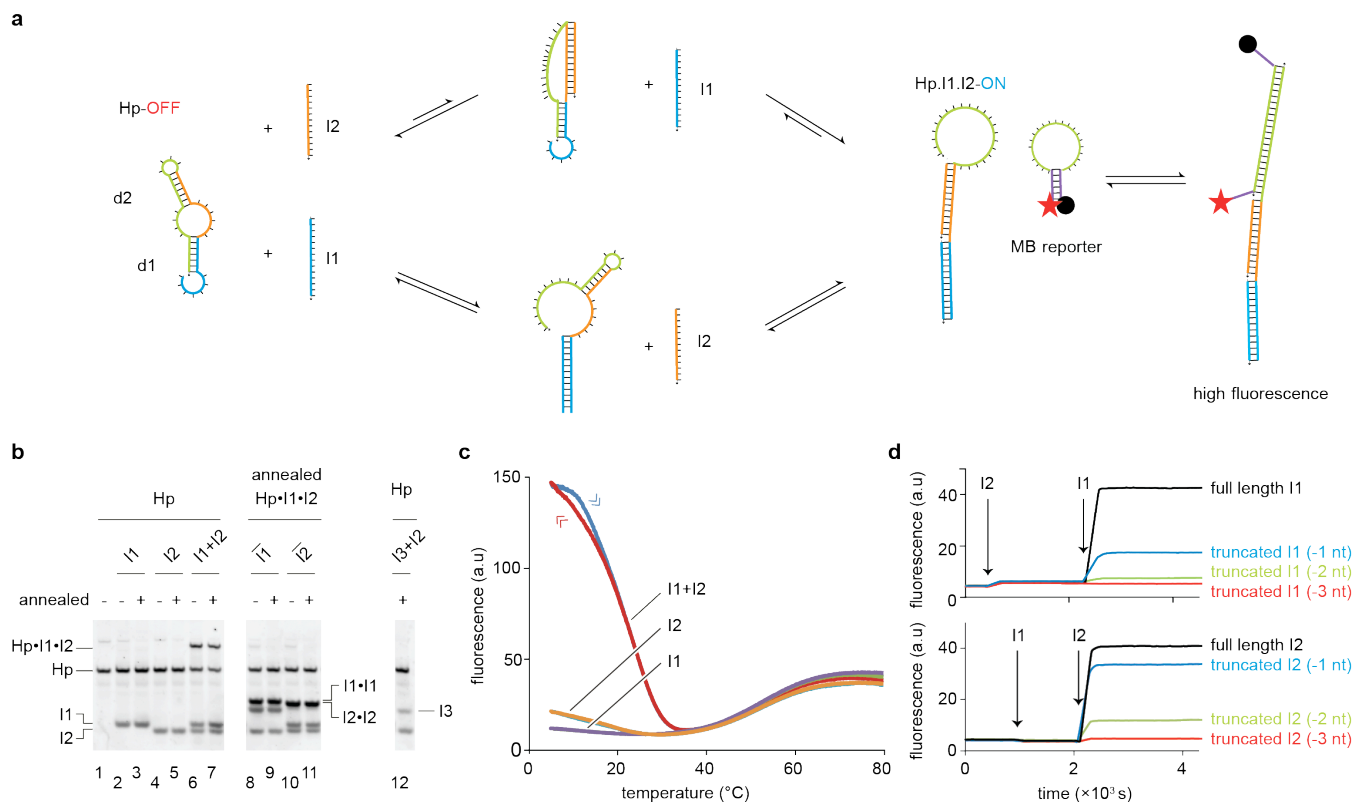 a
Hp-OFF
+
I2
d2
d1
+
I1
+
I1
+
I2
Hp.I1.I2-ON
MB reporter
high fluorescence
b
annealed
Hp
Hp•I1•I2
Hp
I1
I2
I1+I2
I1
I2
I3+I2
annealed
-
-
+
-
+
-
+
-
+
-
+
+
Hp•I1•I2
Hp
I1
I2
I1•I1
I2•I2
I3
1
2
3
4
5
6
7
8
9
10
11
12
c
fluorescence (a.u)
150
100
50
0
I1+I2
I2
I1
0
20
40
60
80
temperature (°C)
d
fluorescence (a.u)
40
20
0
I2
I1
full length I1
truncated I1 (-1 nt)
truncated I1 (-2 nt)
truncated I1 (-3 nt)
fluorescence (a.u)
40
20
0
I1
I2
full length I2
truncated I2 (-1 nt)
truncated I2 (-2 nt)
truncated I2 (-3 nt)
0
2
4
time (×10³ s)